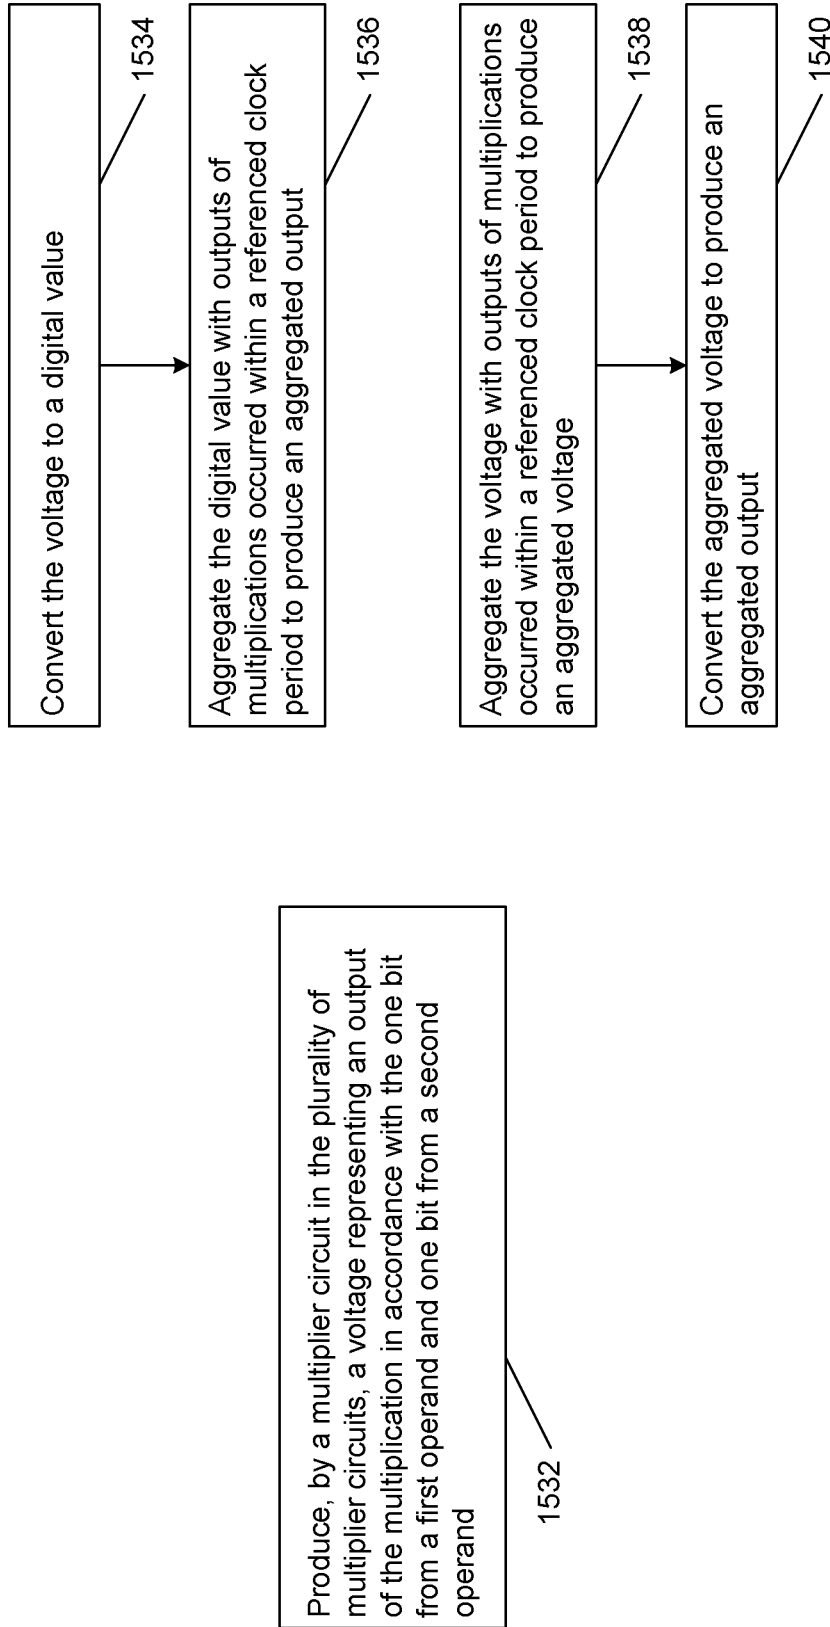 Produce, by a multiplier circuit in the plurality of
multiplier circuits, a voltage representing an output
of the multiplication in accordance with the one bit
from a first operand and one bit from a second
operand
1532
Convert the voltage to a digital value
1534
Aggregate the digital value with outputs of
multiplications occurred within a referenced clock
period to produce an aggregated output
1536
Aggregate the voltage with outputs of multiplications
occurred within a referenced clock period to produce
an aggregated voltage
1538
Convert the aggregated voltage to produce an
aggregated output
1540